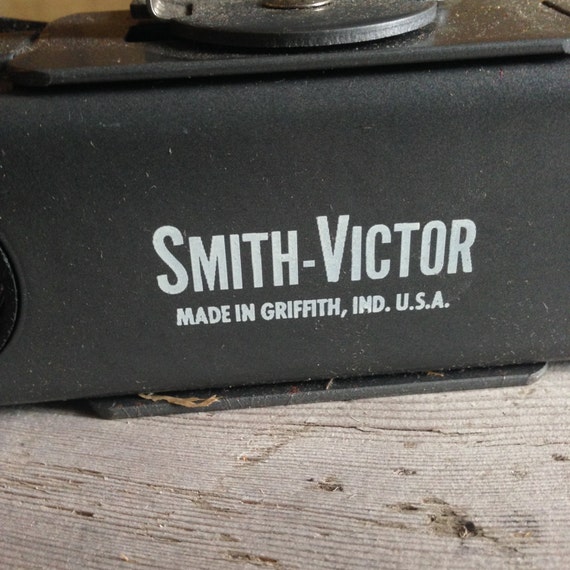 SMITH-VICTOR
MADE IN GRIFFITH, IND. U.S.A.